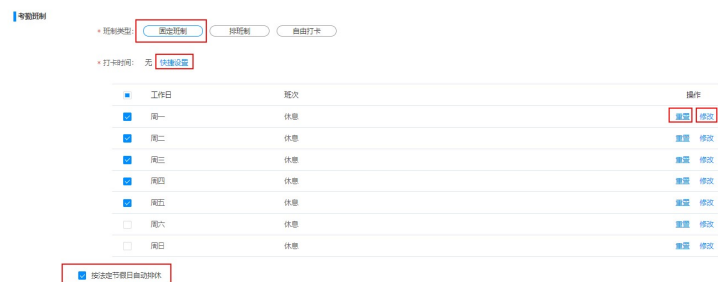 考勤班制
* 班制类型: 固定班制 排班制 自由打卡
* 打卡时间: 无 快捷设置
工作日 班次 操作
周一 休息 重置 修改
周二 休息 重置 修改
周三 休息 重置 修改
周四 休息 重置 修改
周五 休息 重置 修改
周六 休息 重置 修改
周日 休息 重置 修改
按法定节假日自动排休